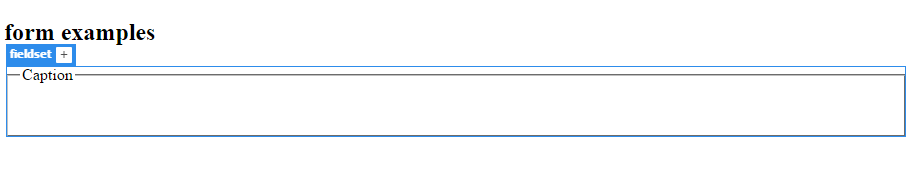 form examples
fieldset +
Caption